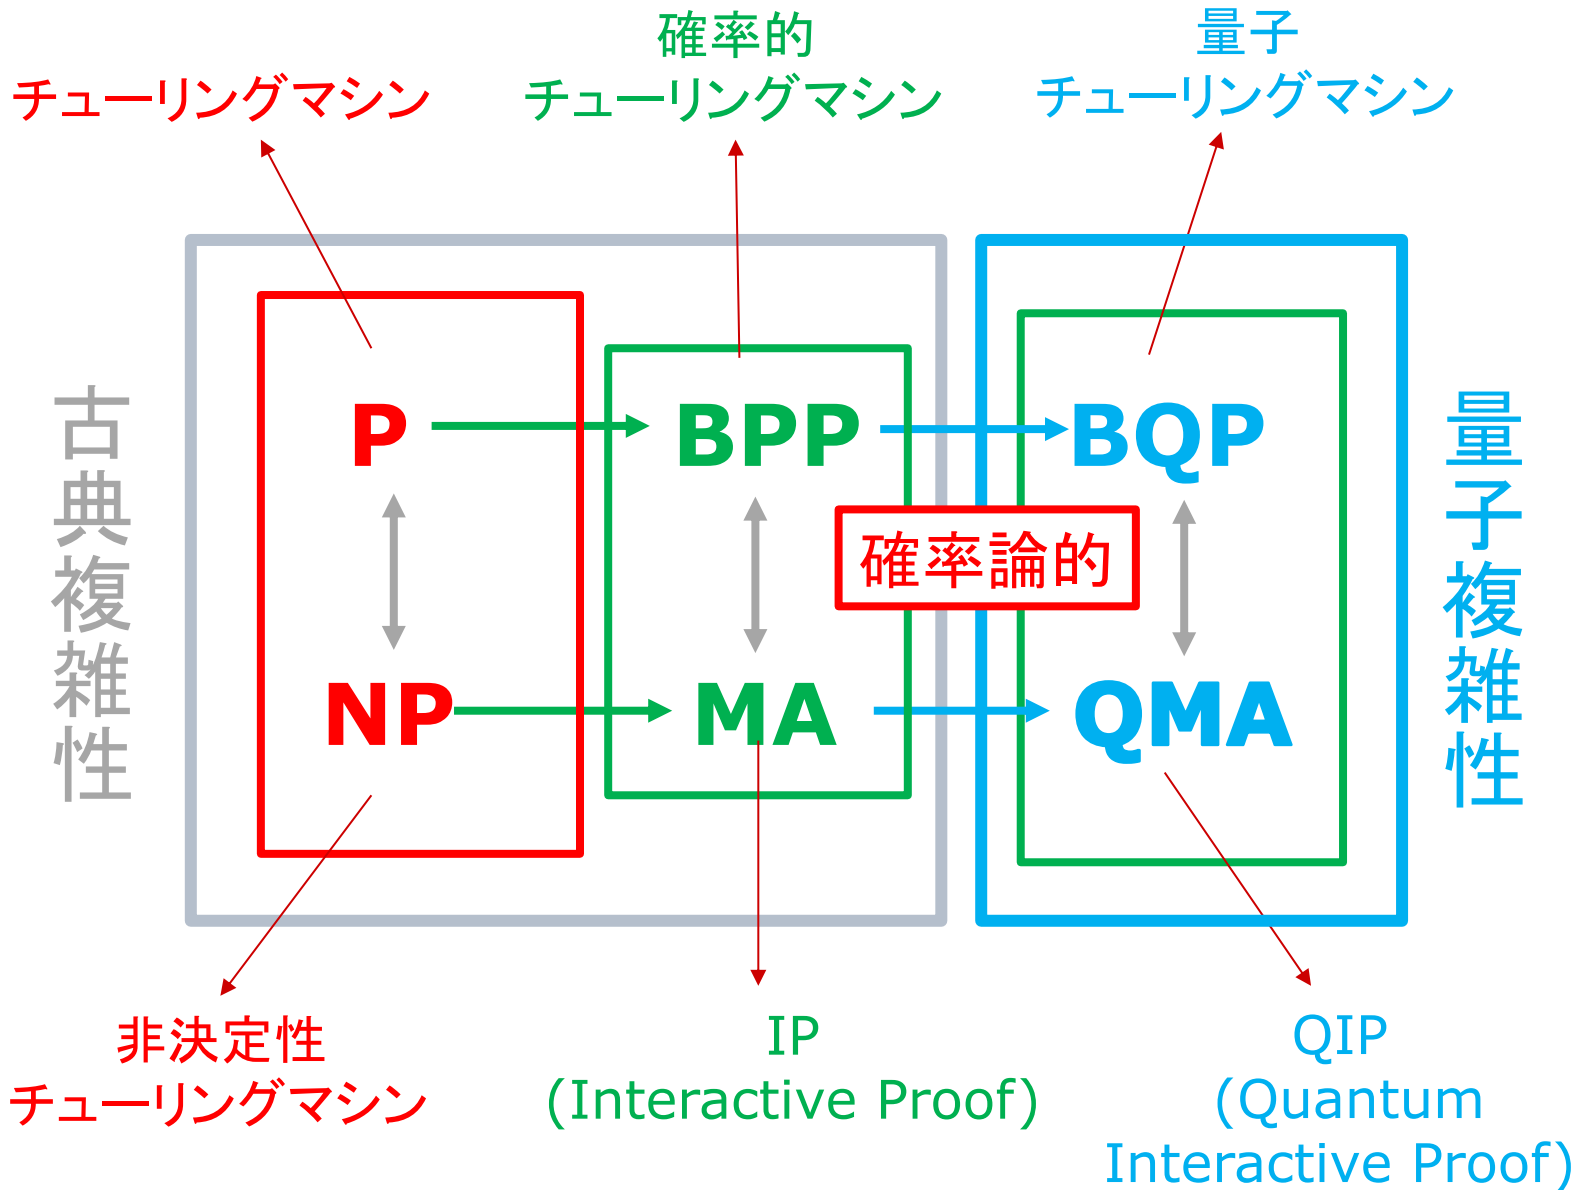 チューリングマシン
確率的
チューリングマシン
量子
チューリングマシン
古典複雑性
P
BPP
BQP
確率論的
NP
MA
QMA
量子複雑性
非決定性
チューリングマシン
IP
(Interactive Proof)
QIP
(Quantum
Interactive Proof)